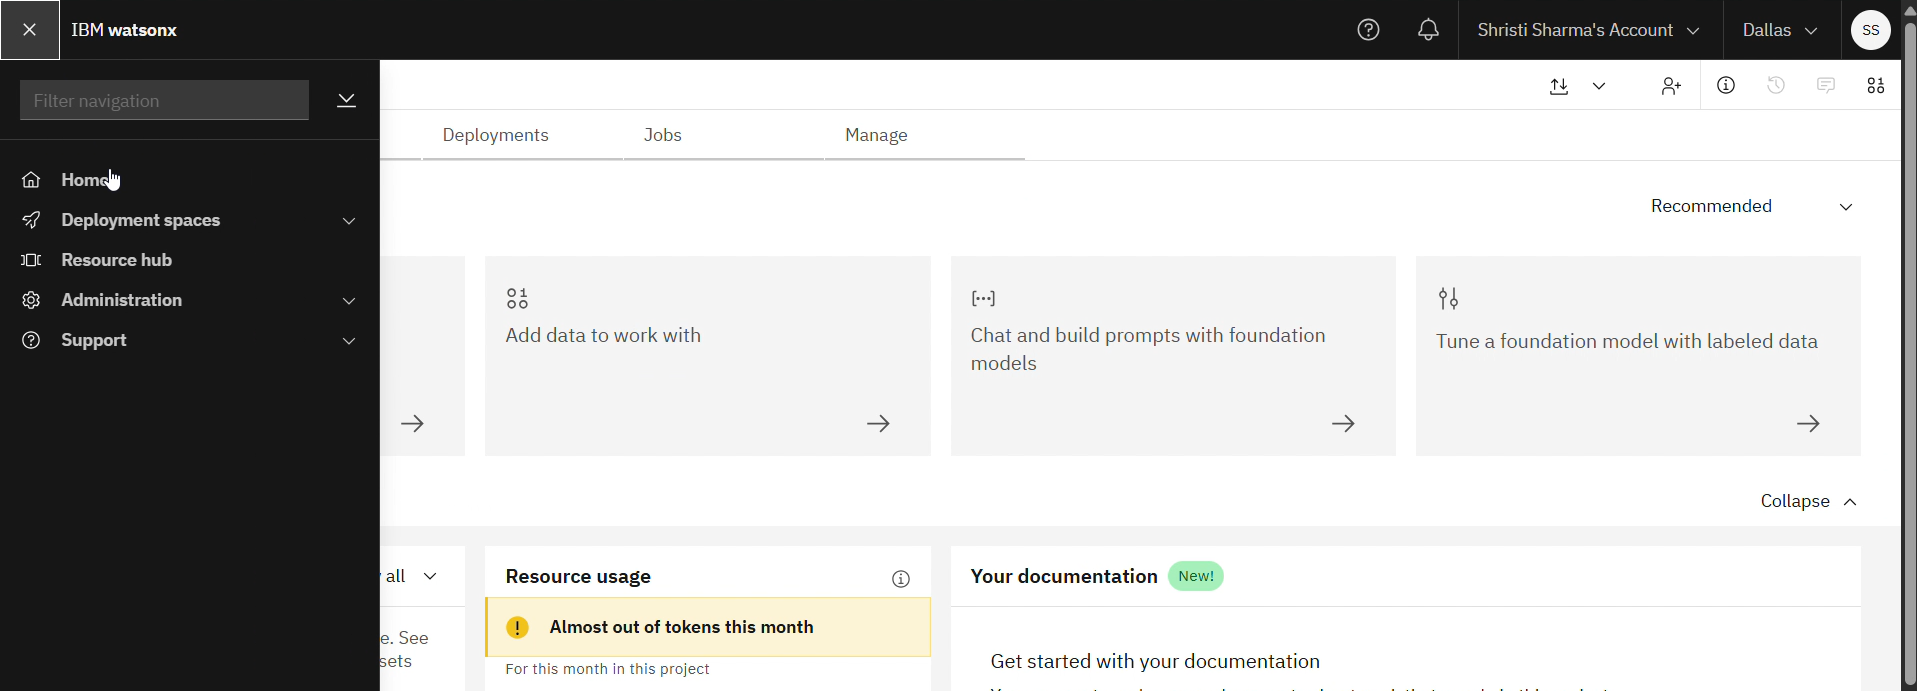 IBM watsonx
Shristi Sharma's Account
Dallas
SS
Filter navigation
Home
Deployment spaces
Resource hub
Administration
Support
Deployments
Jobs
Manage
Recommended
Add data to work with
Chat and build prompts with foundation
models
Tune a foundation model with labeled data
Collapse
all
e. See
sets
Resource usage
Almost out of tokens this month
For this month in this project
Your documentation
New!
Get started with your documentation